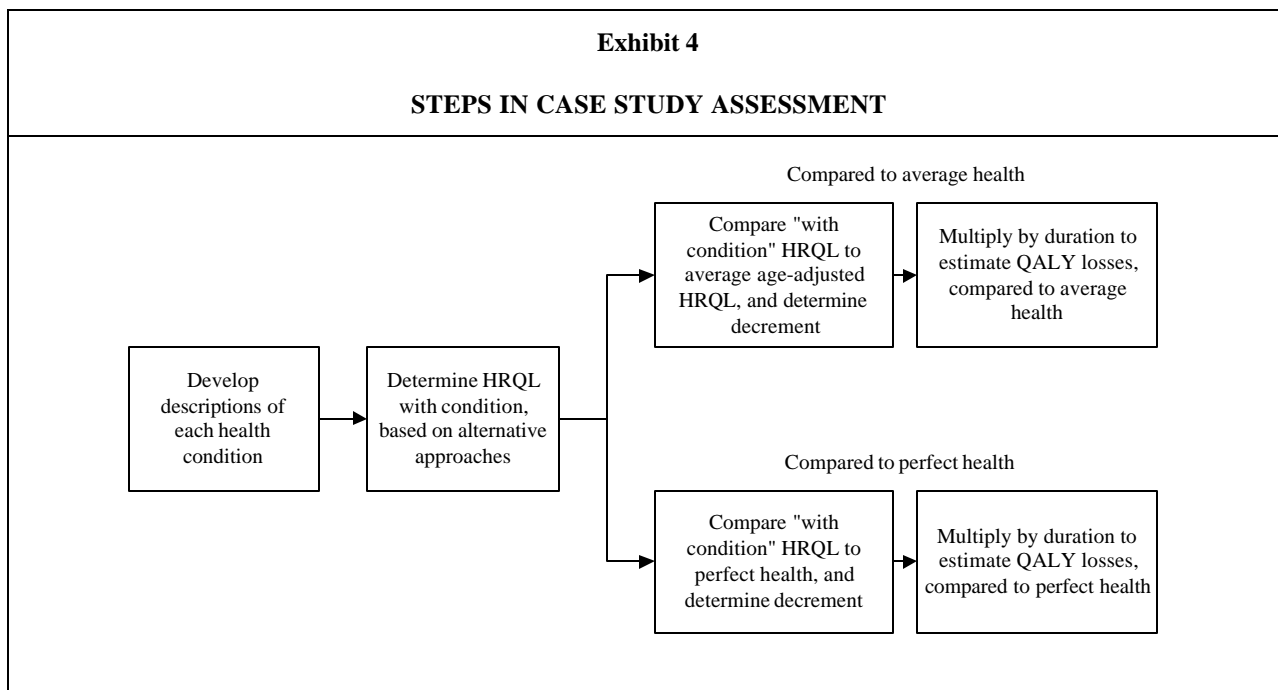 Exhibit 4
STEPS IN CASE STUDY ASSESSMENT
Develop
descriptions of
each health
condition
Determine HRQL
with condition,
based on alternative
approaches
Compared to average health
Compare "with
condition" HRQL to
average age-adjusted
HRQL, and determine
decrement
Multiply by duration to
estimate QALY losses,
compared to average
health
Compared to perfect health
Compare "with
condition" HRQL to
perfect health, and
determine decrement
Multiply by duration to
estimate QALY losses,
compared to perfect health